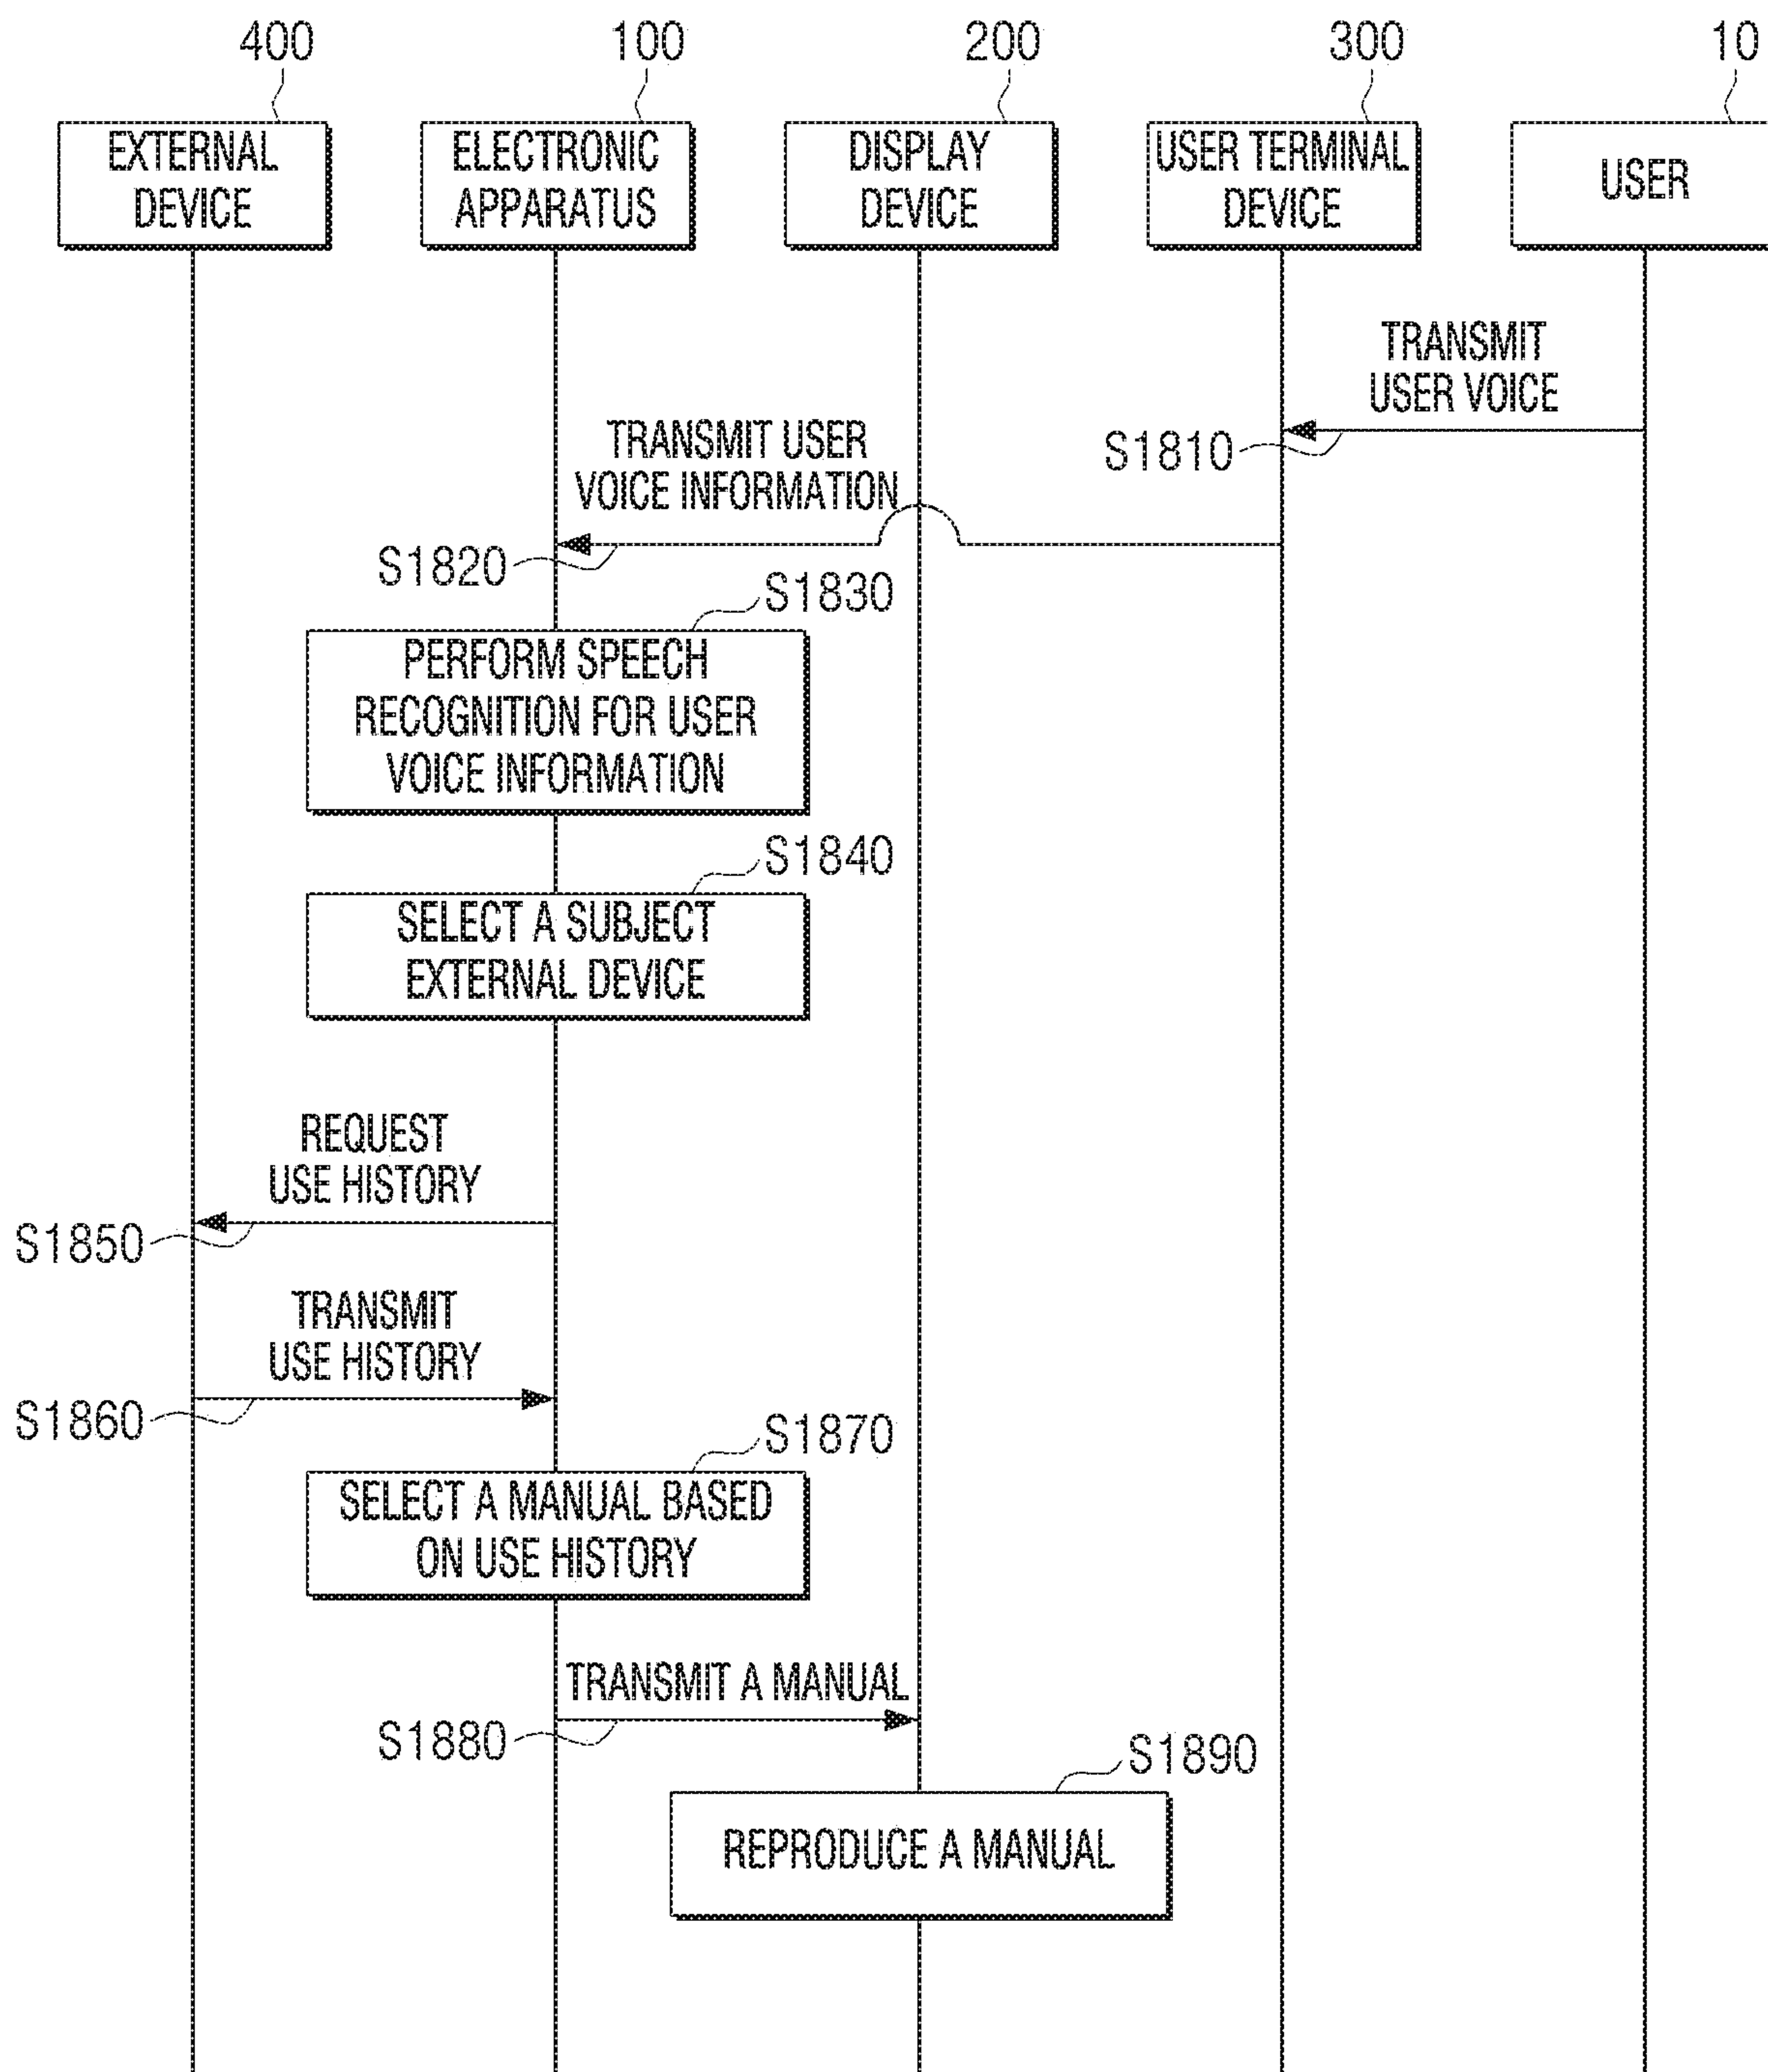 400
100
200
300
10
EXTERNAL
DEVICE
ELECTRONIC
APPARATUS
DISPLAY
DEVICE
USER TERMINAL
DEVICE
USER
TRANSMIT
USER VOICE
S1810
TRANSMIT USER
VOICE INFORMATION
S1820
S1830
PERFORM SPEECH
RECOGNITION FOR USER
VOICE INFORMATION
S1840
SELECT A SUBJECT
EXTERNAL DEVICE
REQUEST
USE HISTORY
S1850
TRANSMIT
USE HISTORY
S1860
S1870
SELECT A MANUAL BASED
ON USE HISTORY
TRANSMIT A MANUAL
S1880
S1890
REPRODUCE A MANUAL